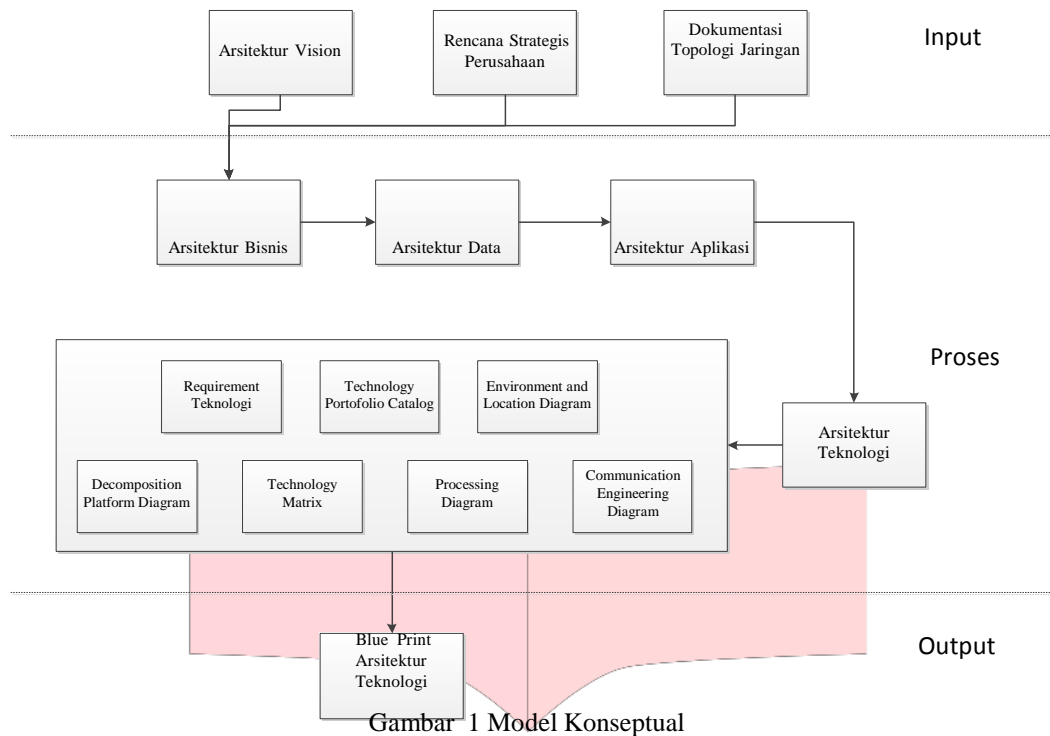 Arsitektur Vision
Rencana Strategis
Perusahaan
Dokumentasi
Topologi Jaringan
Input
Arsitektur Bisnis
Arsitektur Data
Arsitektur Aplikasi
Proses
Requirement
Teknologi
Technology
Portofolio Catalog
Environment and
Location Diagram
Arsitektur
Teknologi
Decomposition
Platform Diagram
Technology
Matrix
Processing
Diagram
Communication
Engineering
Diagram
Blue Print
Arsitektur
Teknologi
Output
Gambar 1 Model Konseptual